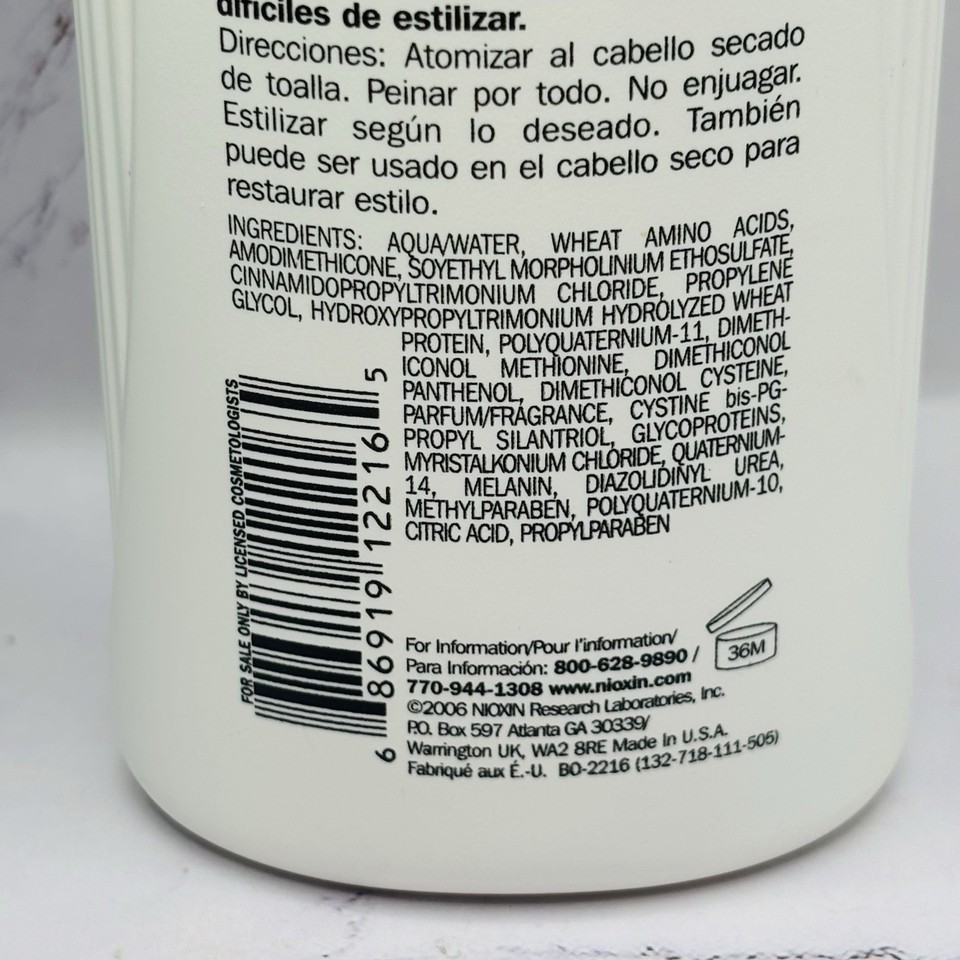 difíciles de estilizar.
Direcciones: Atomizar al cabello secado
de toalla. Peinar por todo. No enjuagar.
Estilizar según lo deseado. También
puede ser usado en el cabello seco para
restaurar estilo.
INGREDIENTS: AQUA/WATER, WHEAT AMINO ACIDS,
AMODIMETHICONE, SOYETHYL MORPHOLINIUM ETHOSULFATE,
CINNAMIDOPROPYLTRIMONIUM CHLORIDE, PROPYLENE
GLYCOL, HYDROXYPROPYLTRIMONIUM HYDROLYZED WHEAT
PROTEIN, POLYQUATERNIUM-11, DIMETH-
ICONOL METHIONINE, DIMETHICONOL
PANTHENOL, DIMETHICONOL CYSTEINE,
PARFUM/FRAGRANCE, CYSTINE bis-PG-
PROPYL SILANTRIOL, GLYCOPROTEINS,
MYRISTALKONIUM CHLORIDE, QUATERNIUM-
14, MELANIN, DIAZOLIDINYL UREA,
METHYLPARABEN, POLYQUATERNIUM-10,
CITRIC ACID, PROPYLPARABEN
FOR SALE ONLY BY LICENSED COSMETOLOGISTS
6 86919 12216 5
36M
For Information/Pour l'information/
Para Información: 800-628-9890 /
770-944-1308 www.nioxin.com
©2006 NIOXIN Research Laboratories, Inc.
P.O. Box 597 Atlanta GA 30339/
Warrington UK, WA2 8RE Made In U.S.A.
Fabriqué aux É.-U. BO-2216 (132-718-111-505)